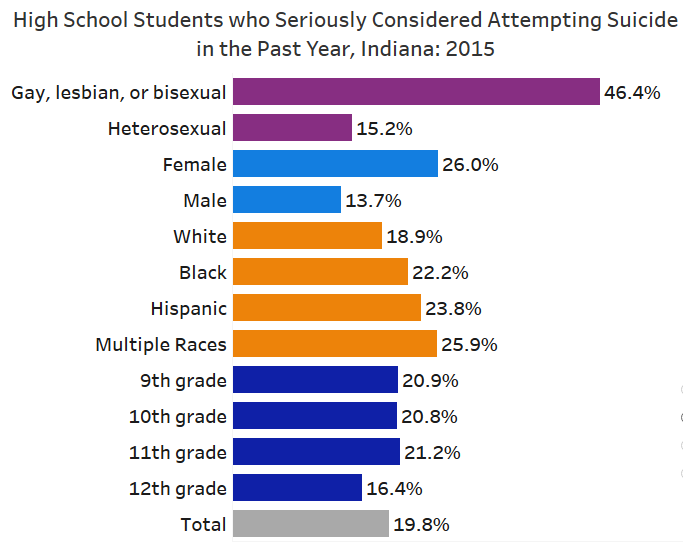 High School Students who Seriously Considered Attempting Suicide
in the Past Year, Indiana: 2015
Gay, lesbian, or bisexual 46.4%
Heterosexual 15.2%
Female 26.0%
Male 13.7%
White 18.9%
Black 22.2%
Hispanic 23.8%
Multiple Races 25.9%
9th grade 20.9%
10th grade 20.8%
11th grade 21.2%
12th grade 16.4%
Total 19.8%